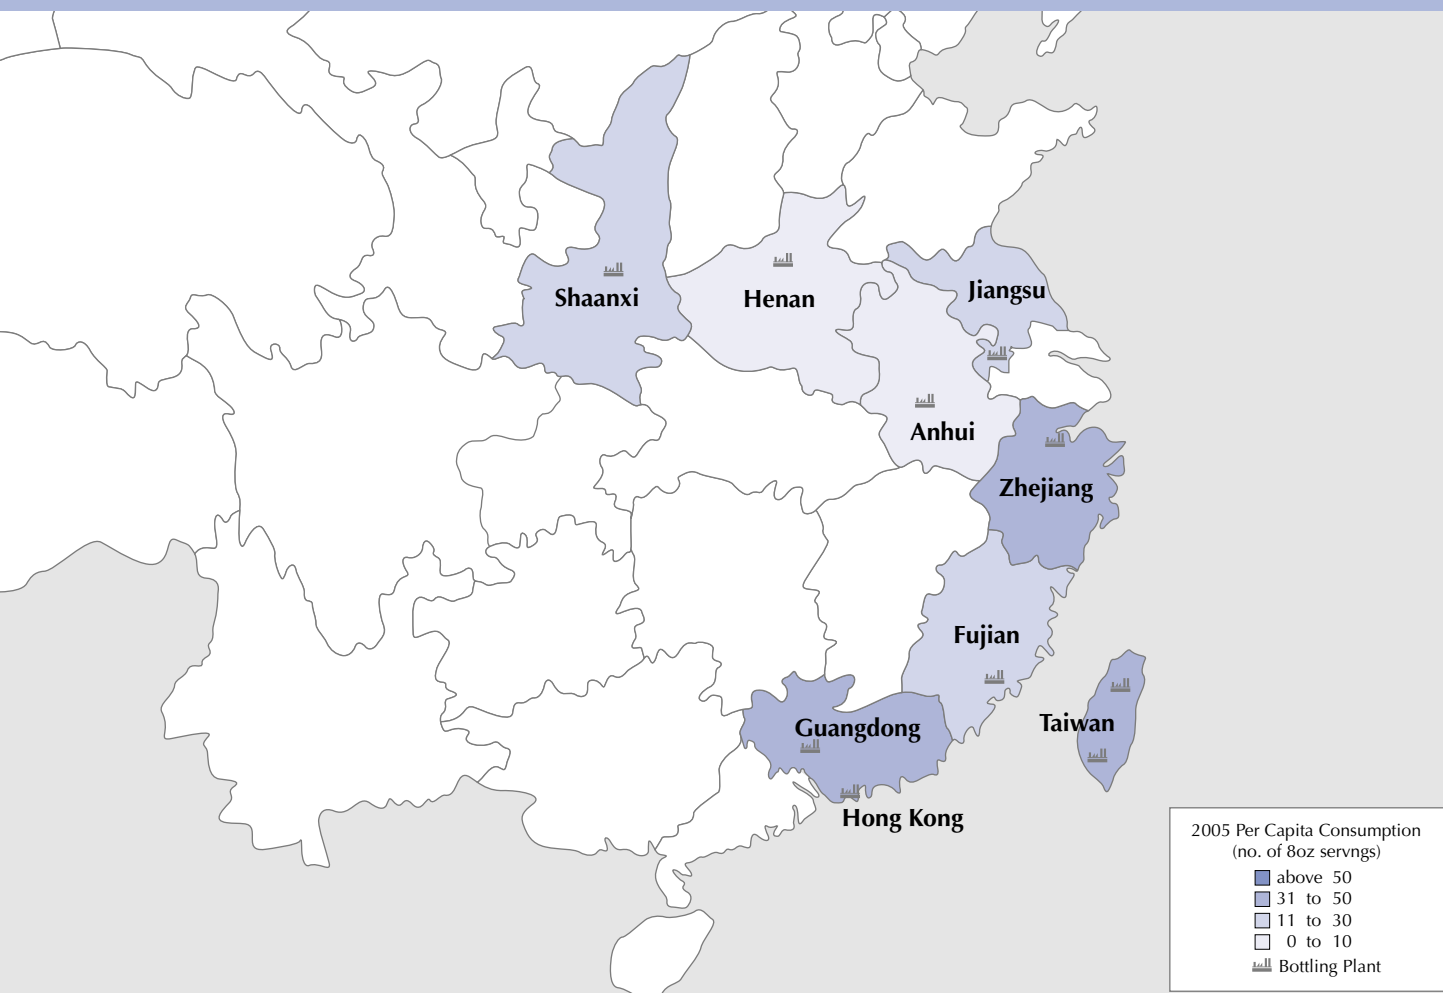 Shaanxi
Henan
Jiangsu
Anhui
Zhejiang
Fujian
Taiwan
Guangdong
Hong Kong
2005 Per Capita Consumption
(no. of 8oz servngs)
above 50
31 to 50
11 to 30
0 to 10
Bottling Plant